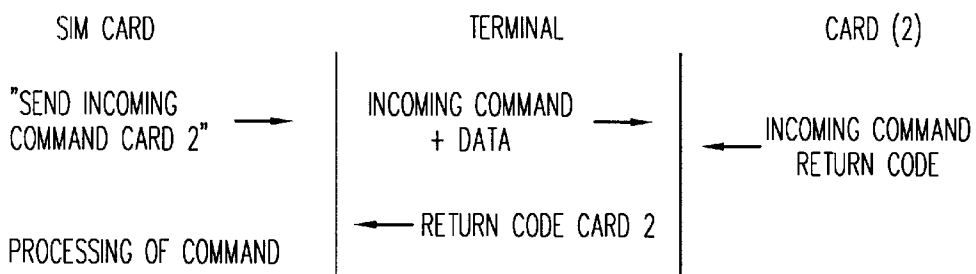 SIM CARD
TERMINAL
CARD (2)
"SEND INCOMING
COMMAND CARD 2"
INCOMING COMMAND
+ DATA
INCOMING COMMAND
RETURN CODE
RETURN CODE CARD 2
PROCESSING OF COMMAND